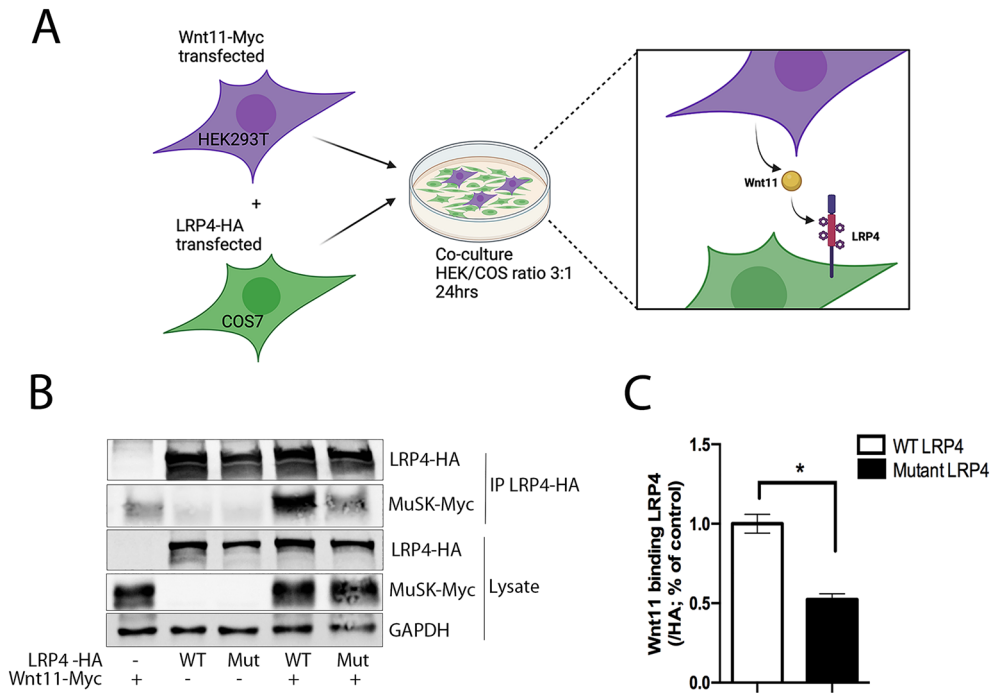 A
Wnt11-Myc
transfected
HEK293T
+
LRP4-HA
transfected
COS7
Co-culture
HEK/COS ratio 3:1
24hrs
Wnt11
LRP4
B
LRP4-HA
MuSK-Myc
IP LRP4-HA
LRP4-HA
MuSK-Myc
GAPDH
Lysate
LRP4 -HA - WT Mut WT Mut
Wnt11-Myc + - - + +
C
WT LRP4
Mutant LRP4
*
Wnt11 binding LRP4
(/HA; % of control)
1.5
1.0
0.5
0.0